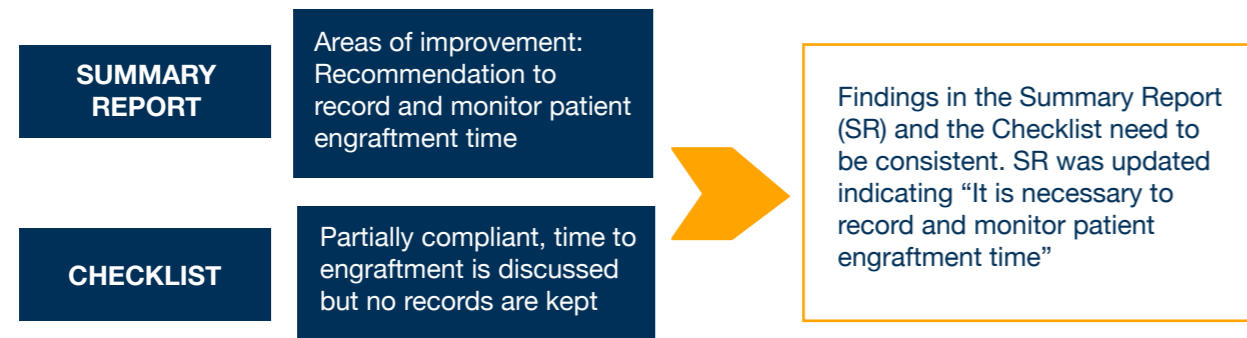 SUMMARY
REPORT
Areas of improvement:
Recommendation to
record and monitor patient
engraftment time
CHECKLIST
Partially compliant, time to
engraftment is discussed
but no records are kept
Findings in the Summary Report
(SR) and the Checklist need to
be consistent. SR was updated
indicating “It is necessary to
record and monitor patient
engraftment time”